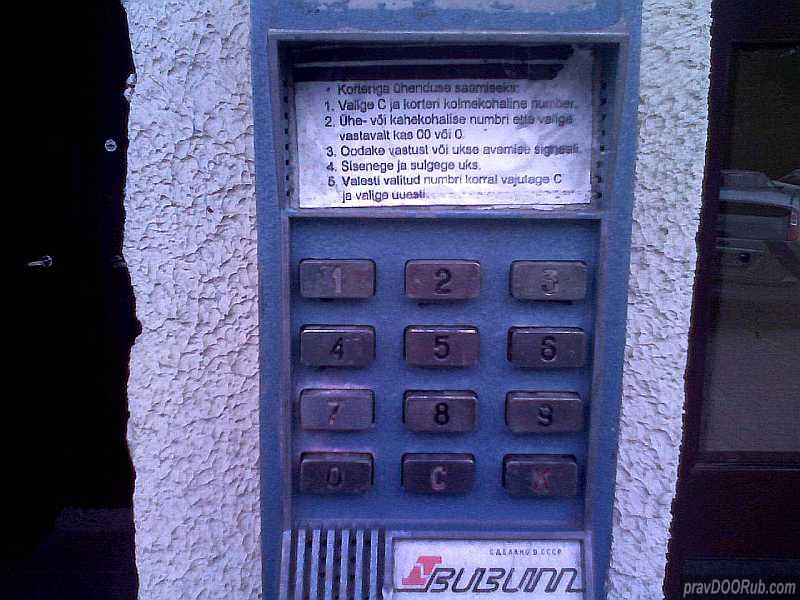 Korteriga ühenduse saamiseks:
1. Valige C ja korteri kolmekohaline number.
2. Ühe- või kahekohalise numbri ette valige
vastavalt kas 00 või 0.
3. Oodake vastust või ukse avamise signaali.
4. Sisenege ja sulgege uks.
5. Valesti valitud numbri korral vajutage C
ja valige uuesti.
1 2 3
4 5 6
7 8 9
0 C K
СДЕЛАНО В СССР
pravDOORub.com